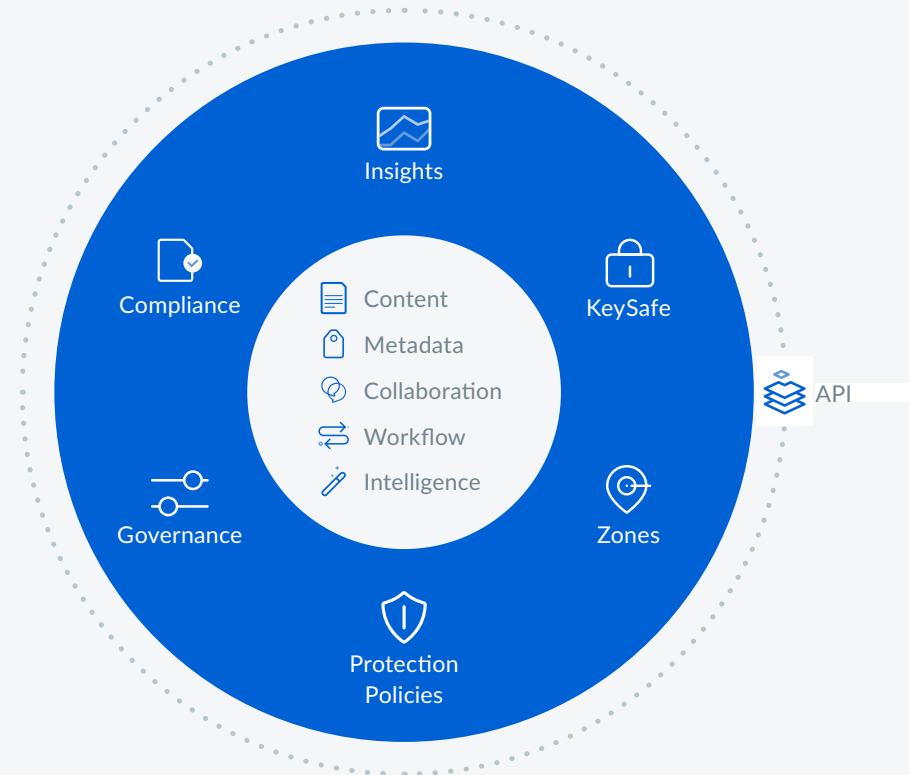 Insights
Compliance
KeySafe
Content
Metadata
Collaboration
Workflow
Intelligence
API
Governance
Zones
Protection
Policies